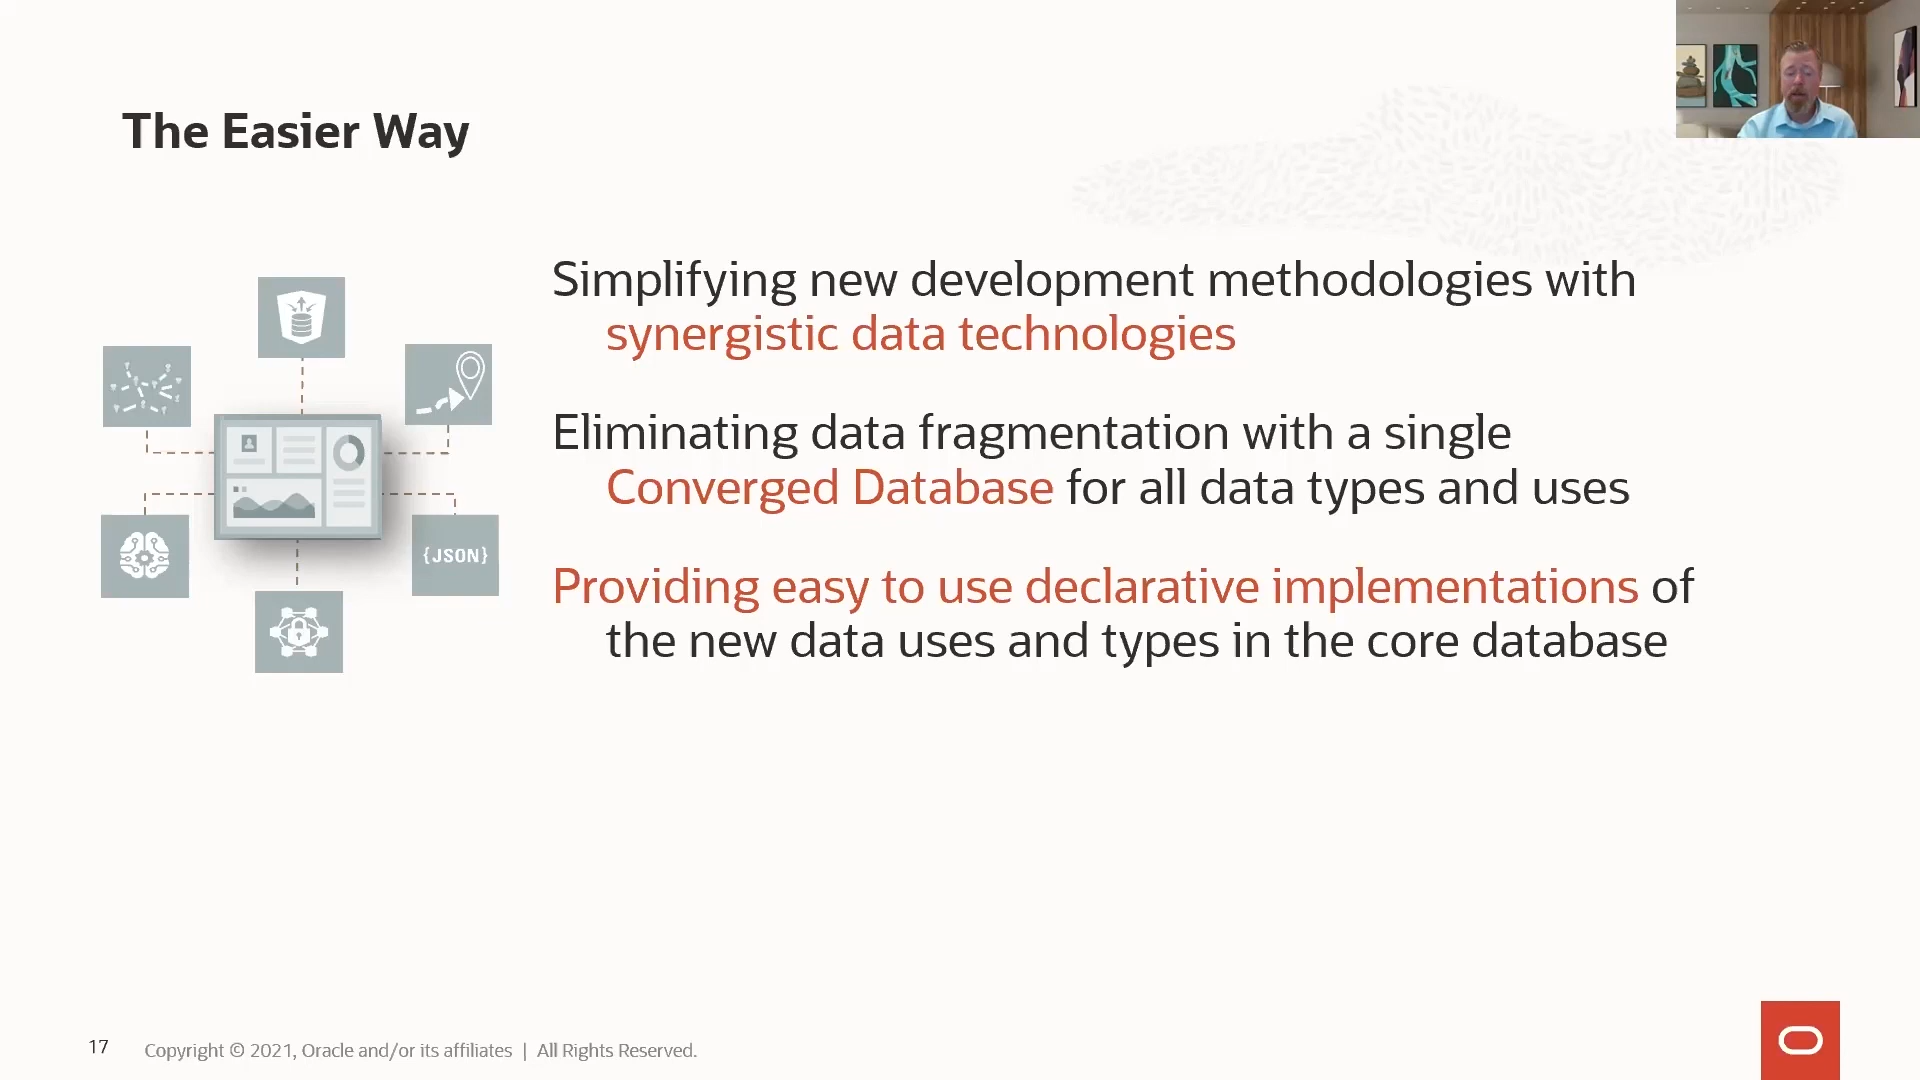 The Easier Way
Simplifying new development methodologies with
synergistic data technologies
Eliminating data fragmentation with a single
Converged Database for all data types and uses
Providing easy to use declarative implementations of
the new data uses and types in the core database
{JSON}
17
Copyright © 2021, Oracle and/or its affiliates | All Rights Reserved.